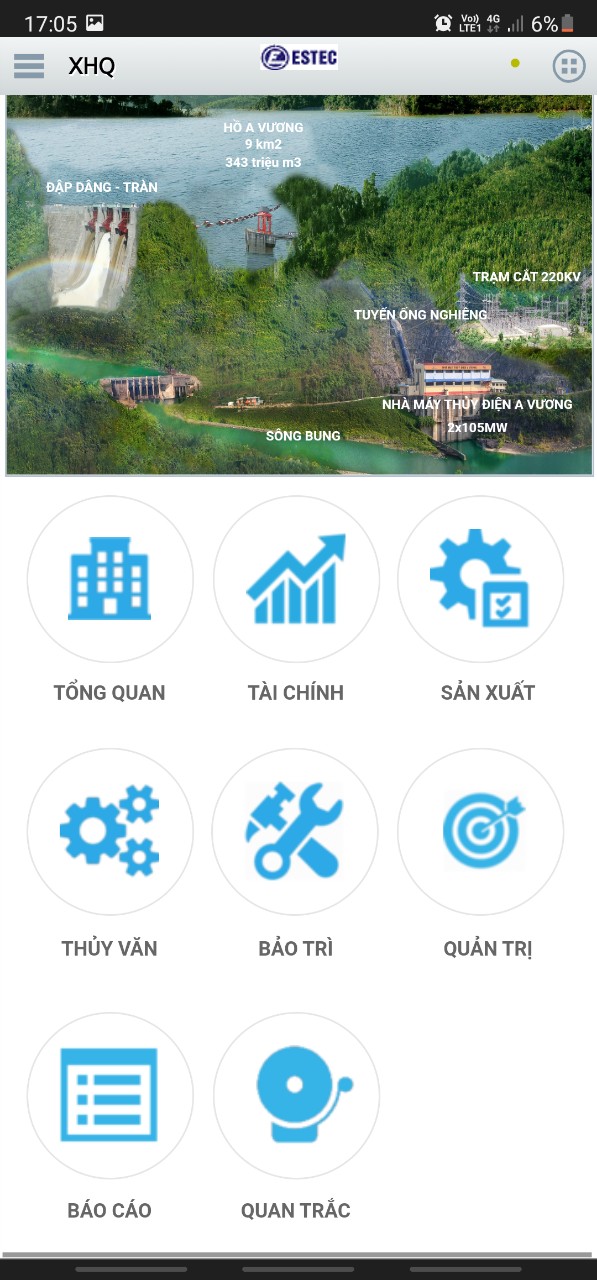 17:05
Vo)) LTE1 4G 6%
XHQ
ESTEC
HỒ A VƯƠNG
9 km2
343 triệu m3
ĐẬP DÂNG - TRÀN
TRẠM CẮT 220KV
TUYẾN ỐNG NGHIÊNG
NHÀ MÁY THỦY ĐIỆN A VƯƠNG
2x105MW
SÔNG BUNG
TỔNG QUAN
TÀI CHÍNH
SẢN XUẤT
THỦY VĂN
BẢO TRÌ
QUẢN TRỊ
BÁO CÁO
QUAN TRẮC